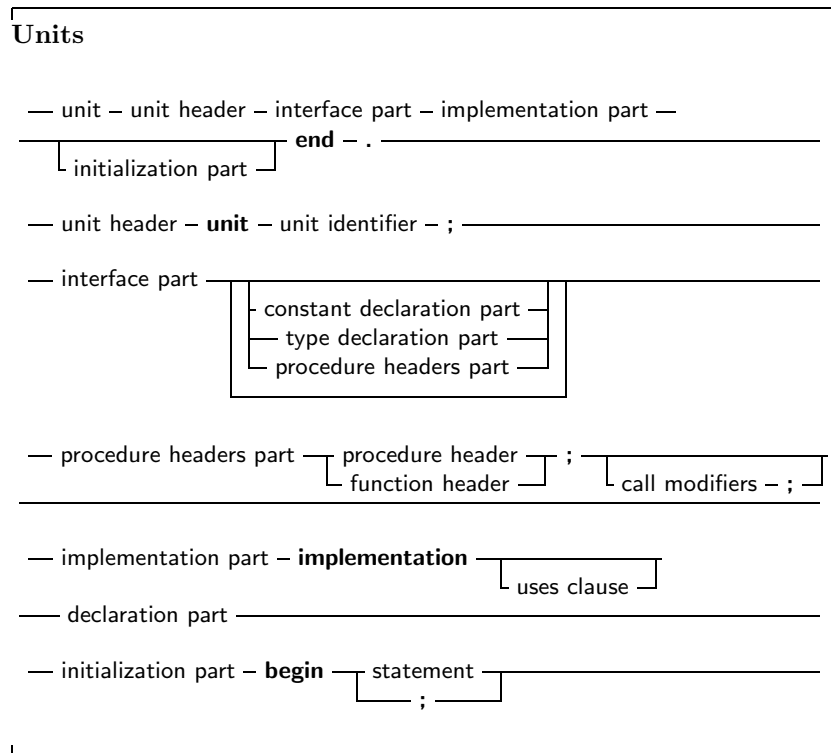 Units
unit unit header interface part implementation part
end .
initialization part
unit header unit unit identifier ;
interface part
constant declaration part
type declaration part
procedure headers part
procedure headers part procedure header ;
function header call modifiers ;
implementation part implementation
uses clause
declaration part
initialization part begin statement
;